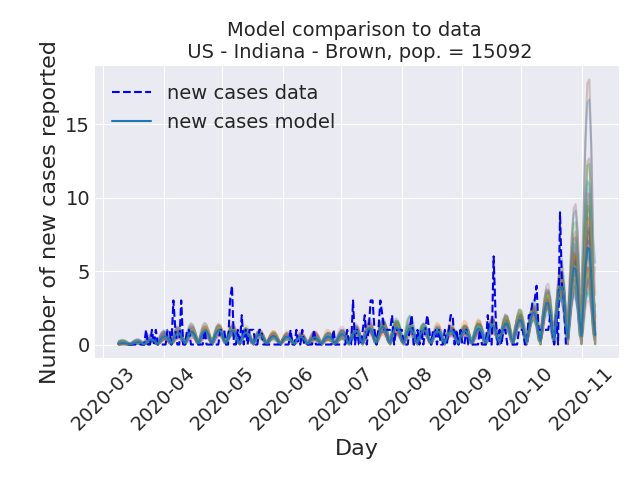 Model comparison to data
US - Indiana - Brown, pop. = 15092
Number of new cases reported
new cases data
new cases model
15
10
5
0
2020-03
2020-04
2020-05
2020-06
2020-07
2020-08
2020-09
2020-10
2020-11
Day